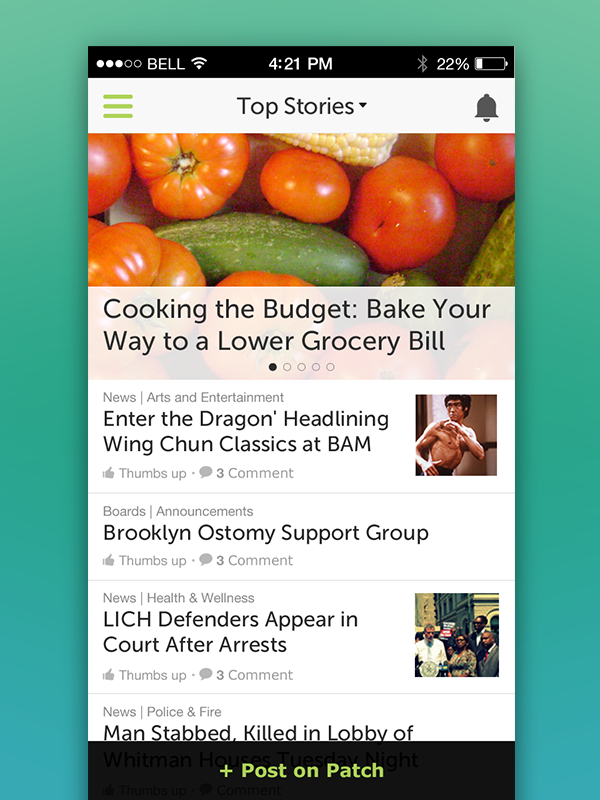 BELL 4:21 PM 22%
Top Stories
Cooking the Budget: Bake Your
Way to a Lower Grocery Bill
News | Arts and Entertainment
Enter the Dragon' Headlining
Wing Chun Classics at BAM
Thumbs up · 3 Comment
Boards | Announcements
Brooklyn Ostomy Support Group
Thumbs up · 3 Comment
News | Health & Wellness
LICH Defenders Appear in
Court After Arrests
Thumbs up · 3 Comment
News | Police & Fire
Man Stabbed, Killed in Lobby of
Whitman Houses Tuesday Night
+ Post on Patch
Thumbs up · Comment